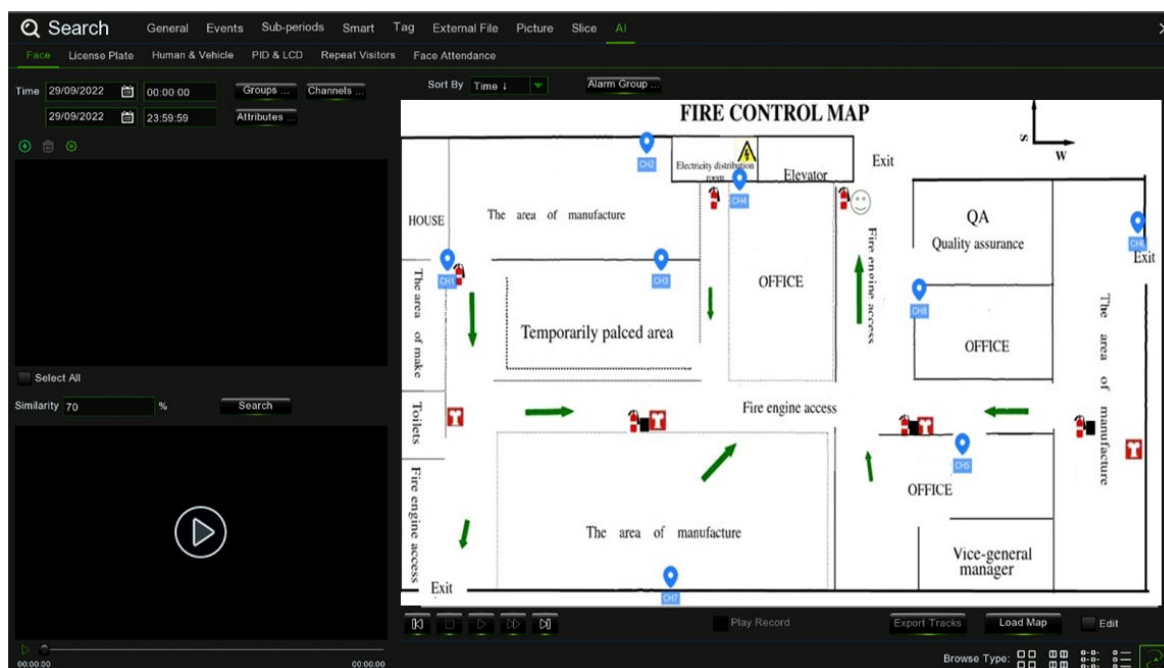 Search General Events Sub-periods Smart Tag External File Picture Slice AI
Face License Plate Human & Vehicle PID & LCD Repeat Visitors Face Attendance
Time 29/09/2022 00:00:00 Groups ... Channels ...
29/09/2022 23:59:59 Attributes ...
Select All
Similarity 70 % Search
00:00:00 00:00:00
Sort By Time ↓ Alarm Group ...
FIRE CONTROL MAP
S
W
CH2
Electricity distribution
room
Elevator
Exit
CH4
HOUSE
The area of manufacture
QA
Quality assurance
Exit
CH1
CH3
OFFICE
Fire engine access
CH8
The area of make
Temporarily palced area
OFFICE
The area of manufacture
Toilets
Fire engine access
CH5
OFFICE
Fire engine access
The area of manufacture
Vice-general
manager
Exit
CH7
Play Record Export Tracks Load Map Edit
Browse Type: